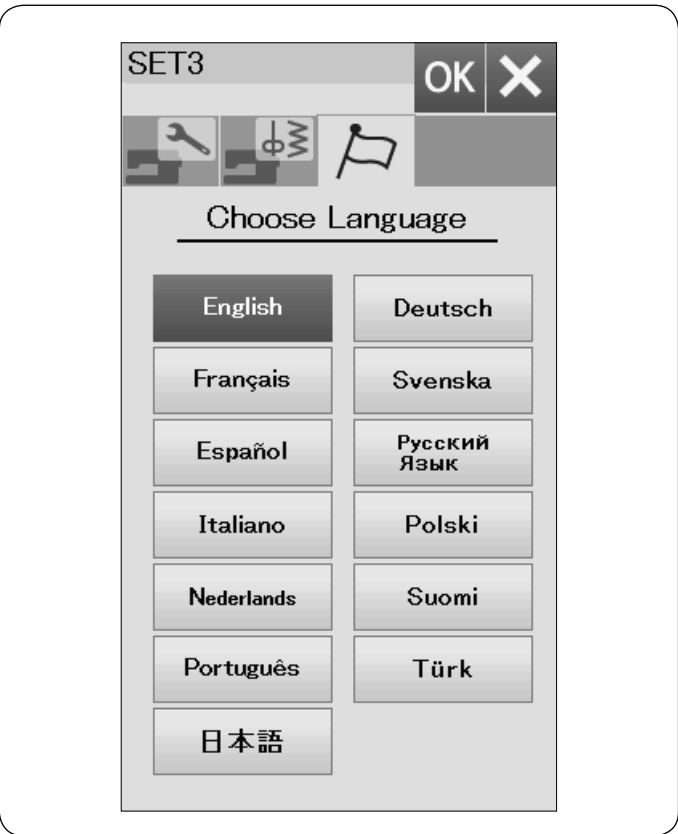 SET3
OK
Choose Language
English
Deutsch
Français
Svenska
Español
Русский
Язык
Italiano
Polski
Nederlands
Suomi
Português
Türk
日本語